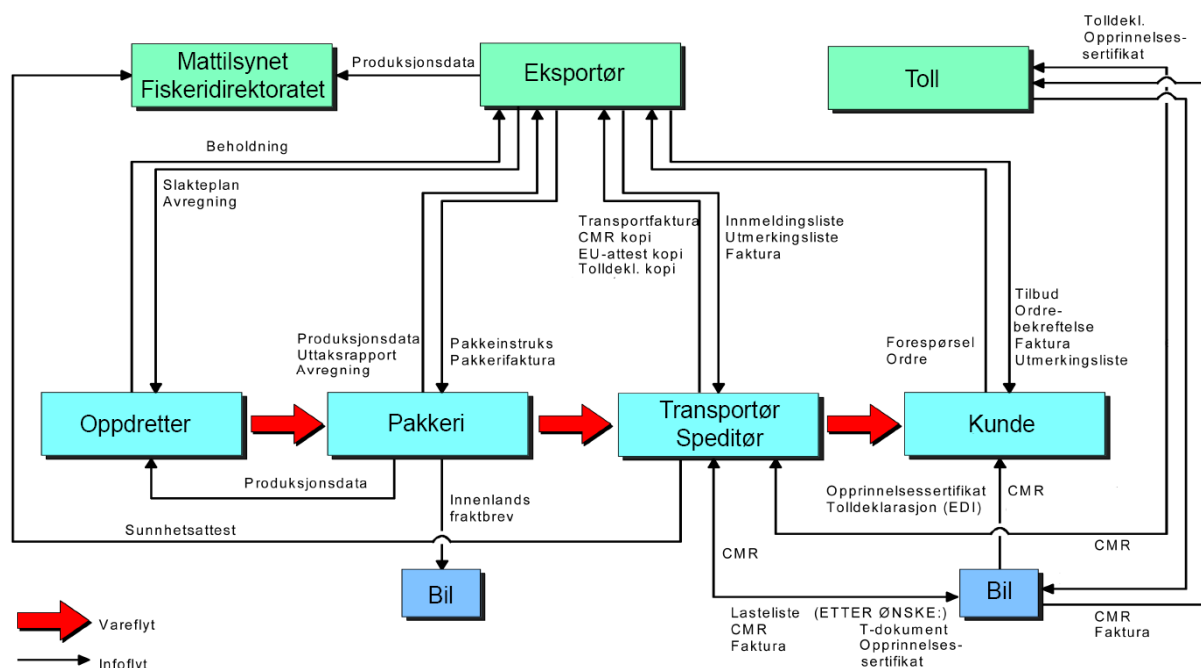 Tolldekl.
Opprinnelses-
sertifikat
Mattilsynet
Fiskeridirektoratet
Produksjonsdata
Eksportør
Toll
Beholdning
Slakteplan
Avregning
Transportfaktura
CMR kopi
EU-attest kopi
Tolldekl. kopi
Innmeldingsliste
Utmerkingsliste
Faktura
Produksjonsdata
Uttaksrapport
Avregning
Pakkeinstruks
Pakkerifaktura
Forespørsel
Ordre
Tilbud
Ordre-
bekreftelse
Faktura
Utmerkingsliste
Oppdretter
Pakkeri
Transportør
Speditør
Kunde
Produksjonsdata
Innenlands
fraktbrev
Opprinnelsessertifikat
Tolldeklarasjon (EDI)
CMR
Sunnhetsattest
CMR
CMR
Bil
Bil
Lasteliste (ETTER ØNSKE:)
CMR T-dokument
Faktura Opprinnelses-
sertifikat
CMR
Faktura
Vareflyt
Infoflyt